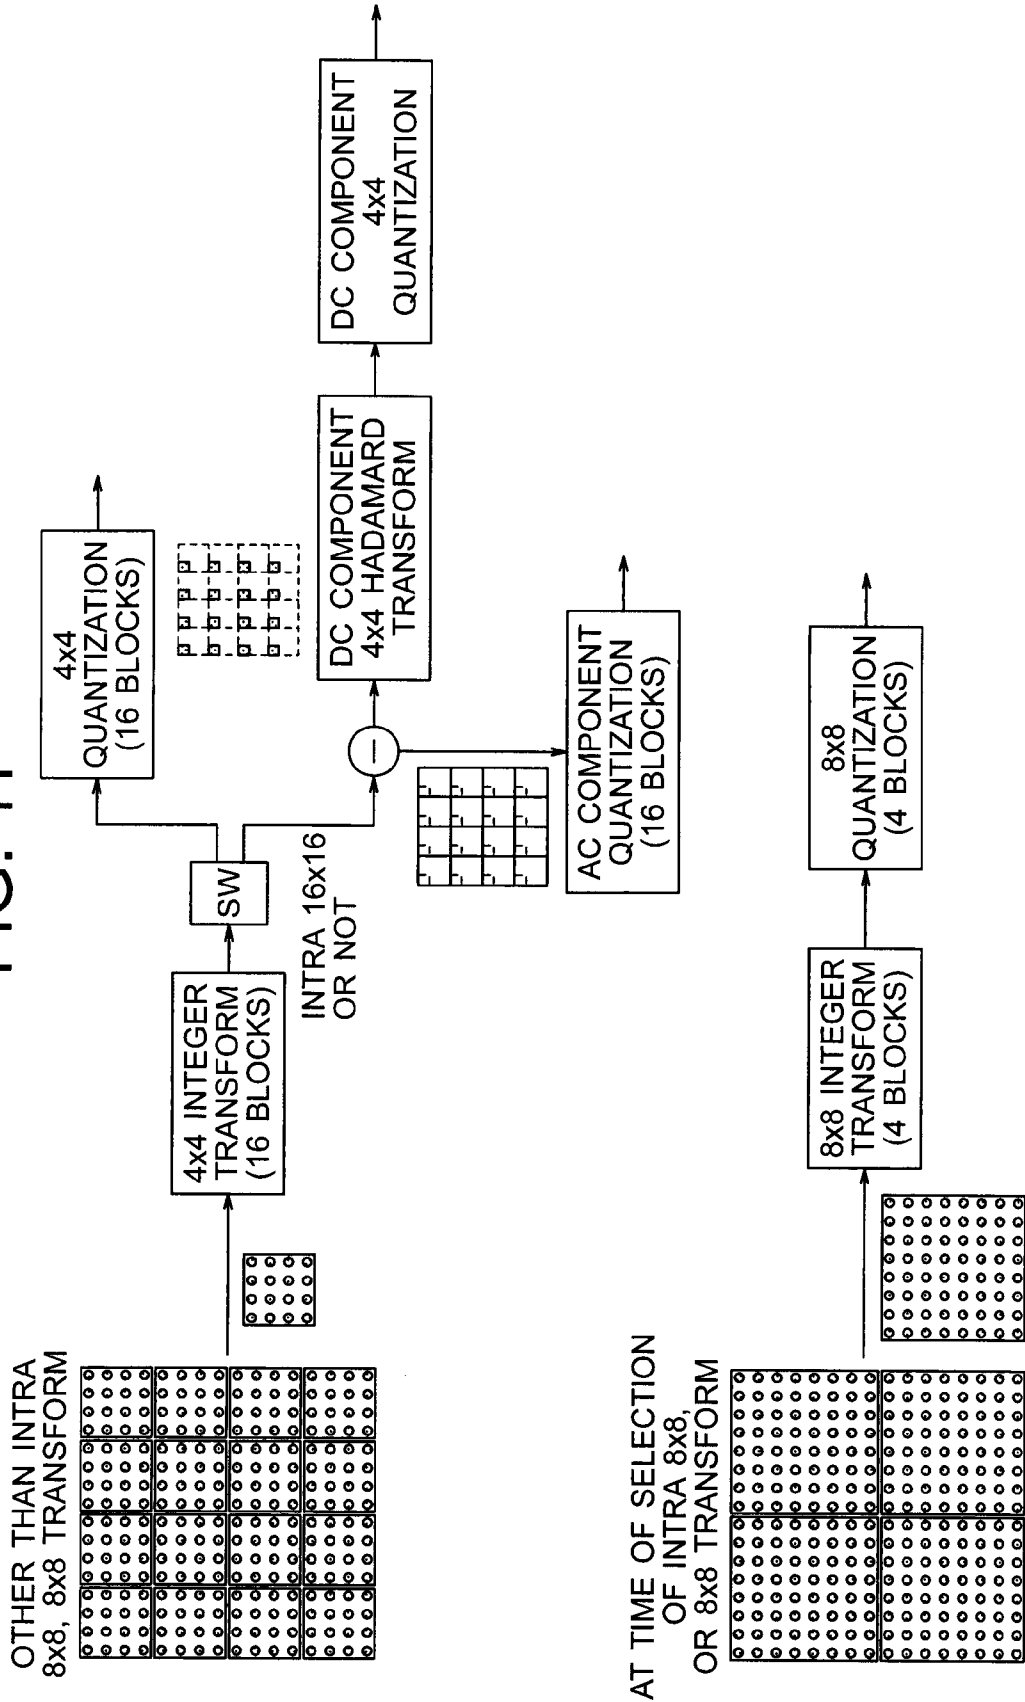 FIG.
OTHER THAN INTRA
8x8, 8x8 TRANSFORM
4x4 INTEGER
TRANSFORM
(16 BLOCKS)
SW
INTRA 16x16
OR NOT
4x4
QUANTIZATION
(16 BLOCKS)
DC COMPONENT
4x4 HADAMARD
TRANSFORM
DC COMPONENT
4x4
QUANTIZATION
AC COMPONENT
QUANTIZATION
(16 BLOCKS)
AT TIME OF SELECTION
OF INTRA 8x8,
OR 8x8 TRANSFORM
8x8 INTEGER
TRANSFORM
(4 BLOCKS)
8x8
QUANTIZATION
(4 BLOCKS)